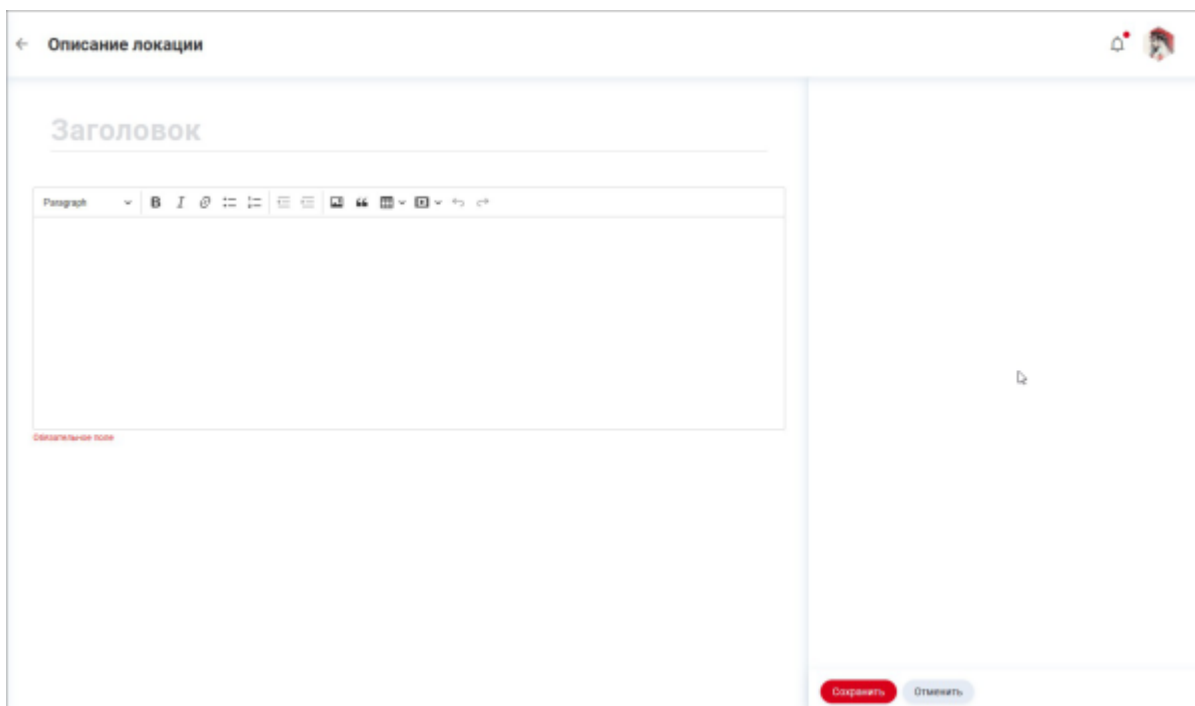 Описание локации
Заголовок
Paragraph
Обязательное поле
Сохранить Отменить